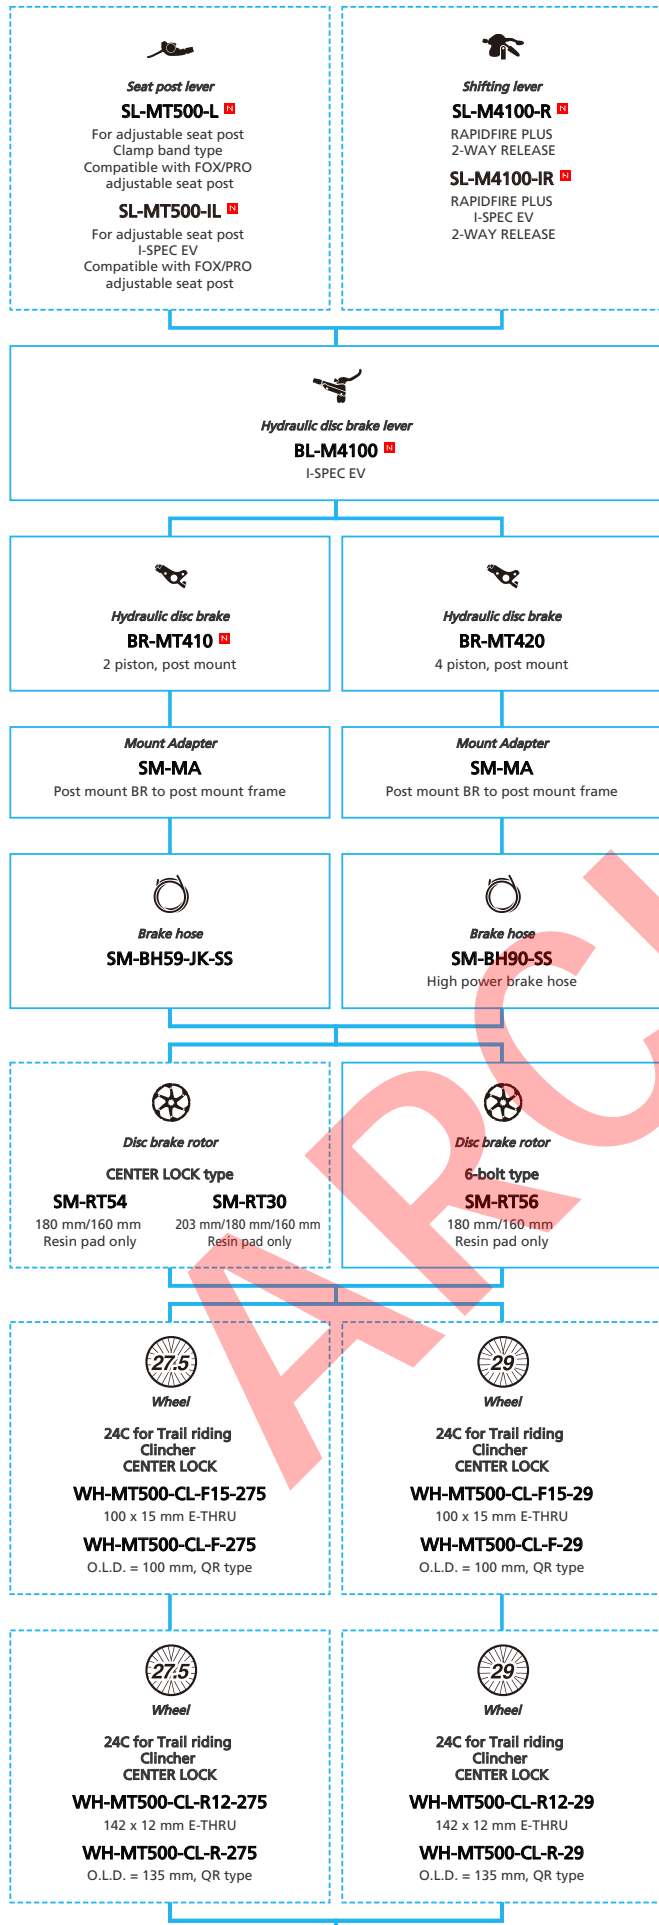 Seat post lever
SL-MT500-L N
For adjustable seat post
Clamp band type
Compatible with FOX/PRO
adjustable seat post
SL-MT500-IL N
For adjustable seat post
I-SPEC EV
Compatible with FOX/PRO
adjustable seat post
Shifting lever
SL-M4100-R N
RAPIDFIRE PLUS
2-WAY RELEASE
SL-M4100-IR N
RAPIDFIRE PLUS
I-SPEC EV
2-WAY RELEASE
Hydraulic disc brake lever
BL-M4100 N
I-SPEC EV
Hydraulic disc brake
BR-MT410 N
2 piston, post mount
Hydraulic disc brake
BR-MT420
4 piston, post mount
Mount Adapter
SM-MA
Post mount BR to post mount frame
Mount Adapter
SM-MA
Post mount BR to post mount frame
Brake hose
SM-BH59-JK-SS
Brake hose
SM-BH90-SS
High power brake hose
Disc brake rotor
CENTER LOCK type
SM-RT54
180 mm/160 mm
Resin pad only
SM-RT30
203 mm/180 mm/160 mm
Resin pad only
Disc brake rotor
6-bolt type
SM-RT56
180 mm/160 mm
Resin pad only
27.5
Wheel
24C for Trail riding
Clincher
CENTER LOCK
WH-MT500-CL-F15-275
100 x 15 mm E-THRU
WH-MT500-CL-F-275
O.L.D. = 100 mm, QR type
29
Wheel
24C for Trail riding
Clincher
CENTER LOCK
WH-MT500-CL-F15-29
100 x 15 mm E-THRU
WH-MT500-CL-F-29
O.L.D. = 100 mm, QR type
27.5
Wheel
24C for Trail riding
Clincher
CENTER LOCK
WH-MT500-CL-R12-275
142 x 12 mm E-THRU
WH-MT500-CL-R-275
O.L.D. = 135 mm, QR type
29
Wheel
24C for Trail riding
Clincher
CENTER LOCK
WH-MT500-CL-R12-29
142 x 12 mm E-THRU
WH-MT500-CL-R-29
O.L.D. = 135 mm, QR type
ARC